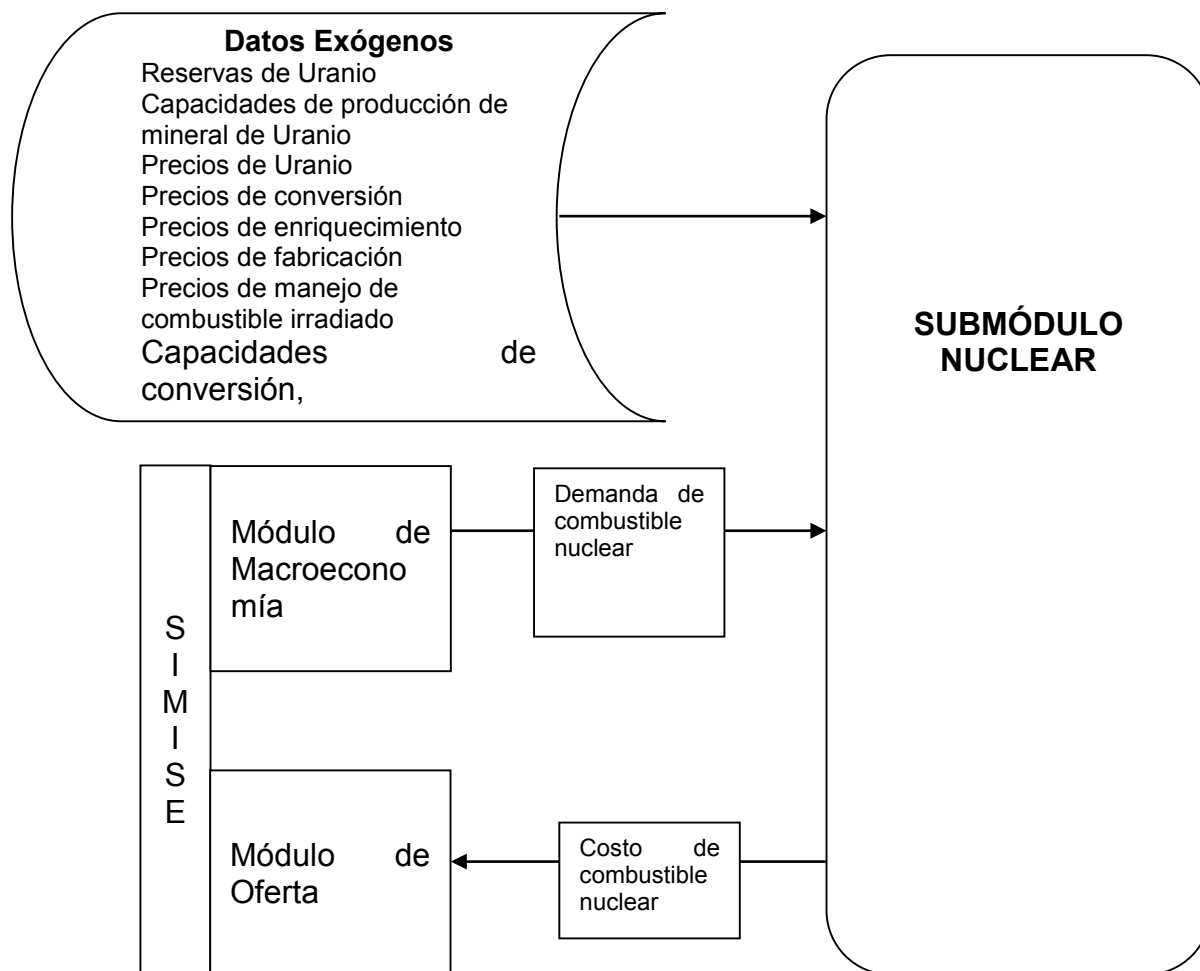 Datos Exógenos
Reservas de Uranio
Capacidades de producción de
mineral de Uranio
Precios de Uranio
Precios de conversión
Precios de enriquecimiento
Precios de fabricación
Precios de manejo de
combustible irradiado
Capacidades de
conversión,
SUBMÓDULO
NUCLEAR
S
I
M
I
S
E
Módulo de
Macroecono
mía
Demanda de
combustible
nuclear
Módulo de
Oferta
Costo de
combustible
nuclear